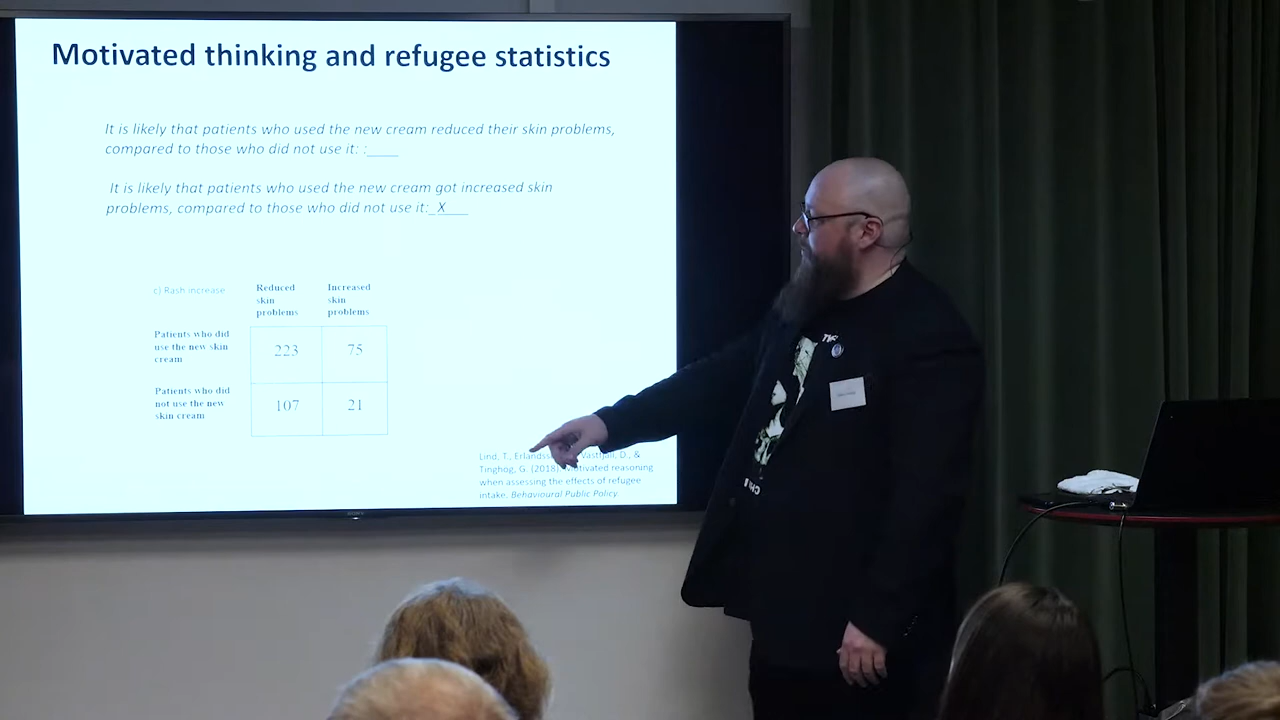 Motivated thinking and refugee statistics
It is likely that patients who used the new cream reduced their skin problems,
compared to those who did not use it: :____
It is likely that patients who used the new cream got increased skin
problems, compared to those who did not use it:_X___
c) Rash increase
Reduced
skin
problems
Increased
skin
problems
Patients who did
use the new skin
cream
223
75
Patients who did
not use the new
skin cream
107
21
Lind, T., Vastfjall, D., &
Tinghog, G. (2018). Motivated reasoning
when assessing the effects of refugee
intake. Behavioural Public Policy.
SONY